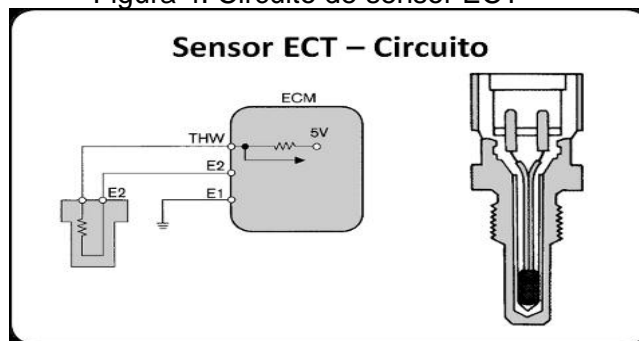 Figura 4. Circuito do sensor ECT
Sensor ECT – Circuito
ECM
THW
5V
E2
E2
E1